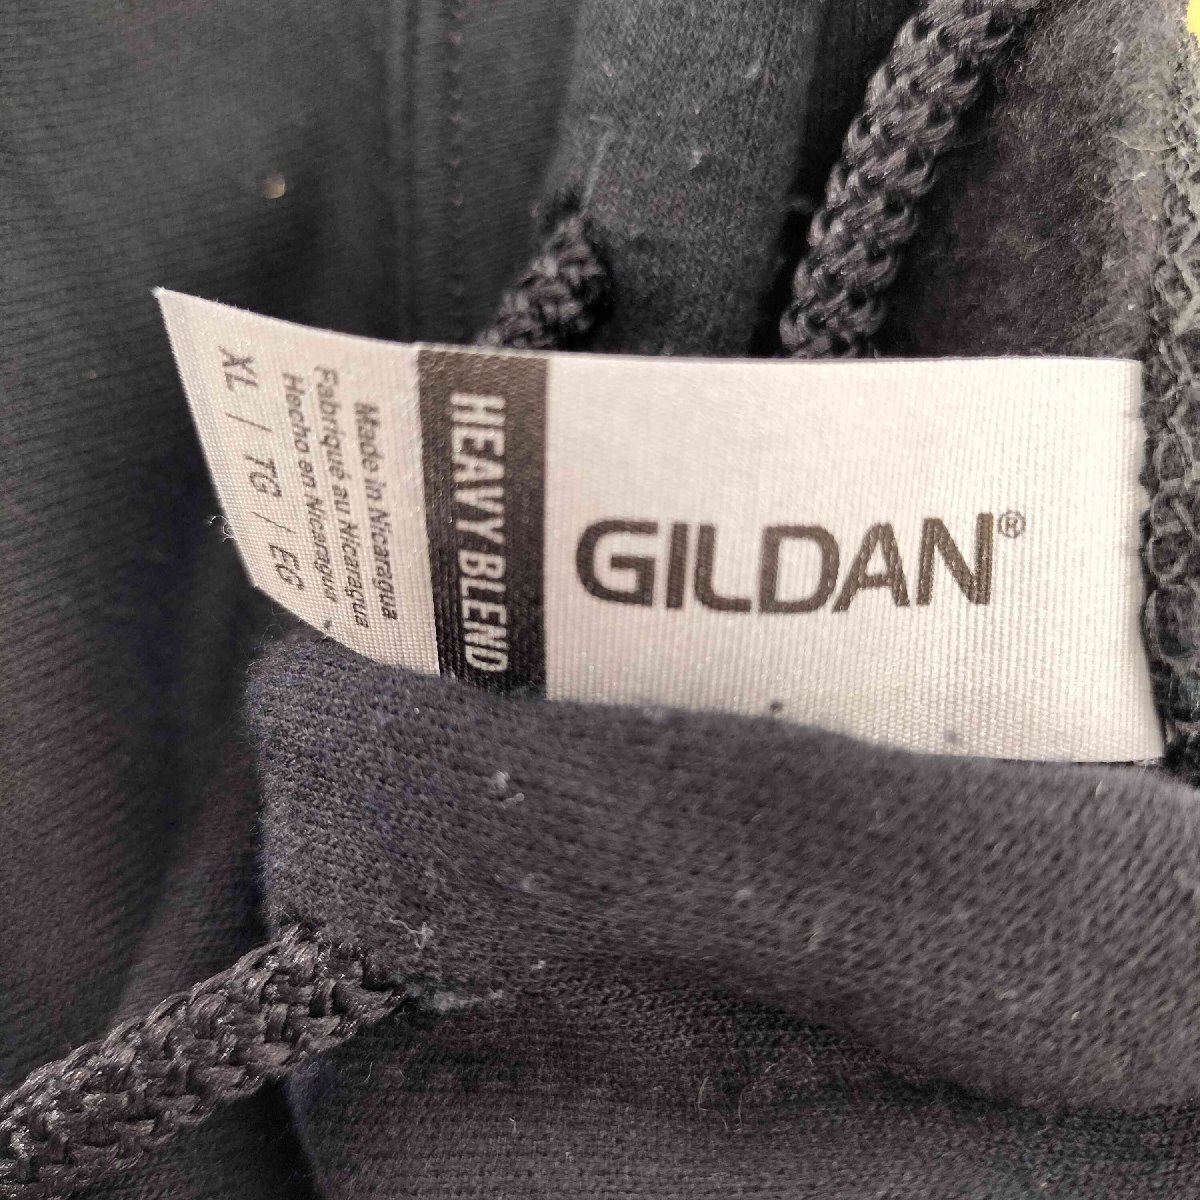 GILDAN®
HEAVY BLEND
Made in Nicaragua
Fabriqué au Nicaragua
Hecho en Nicaragua
XL / TG / EG